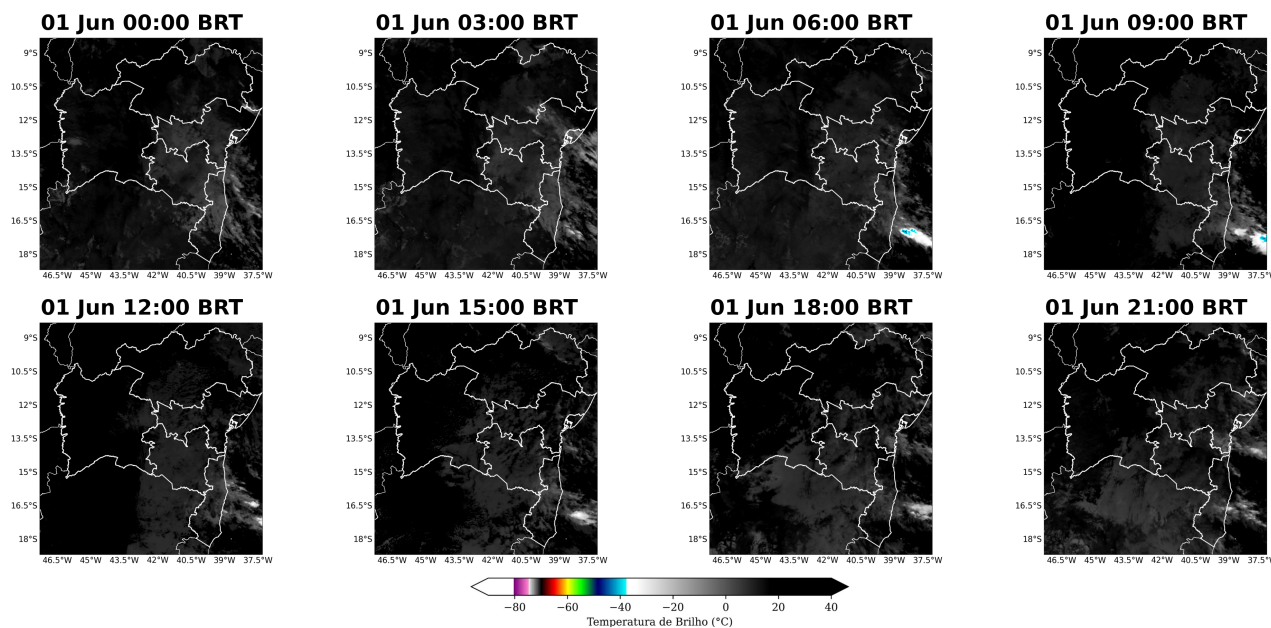 01 Jun 00:00 BRT
01 Jun 03:00 BRT
01 Jun 06:00 BRT
01 Jun 09:00 BRT
9°S
10.5°S
12°S
13.5°S
15°S
16.5°S
18°S
46.5°W 45°W 43.5°W 42°W 40.5°W 39°W 37.5°W
9°S
10.5°S
12°S
13.5°S
15°S
16.5°S
18°S
46.5°W 45°W 43.5°W 42°W 40.5°W 39°W 37.5°W
9°S
10.5°S
12°S
13.5°S
15°S
16.5°S
18°S
46.5°W 45°W 43.5°W 42°W 40.5°W 39°W 37.5°W
9°S
10.5°S
12°S
13.5°S
15°S
16.5°S
18°S
46.5°W 45°W 43.5°W 42°W 40.5°W 39°W 37.5°W
01 Jun 12:00 BRT
01 Jun 15:00 BRT
01 Jun 18:00 BRT
01 Jun 21:00 BRT
9°S
10.5°S
12°S
13.5°S
15°S
16.5°S
18°S
46.5°W 45°W 43.5°W 42°W 40.5°W 39°W 37.5°W
9°S
10.5°S
12°S
13.5°S
15°S
16.5°S
18°S
46.5°W 45°W 43.5°W 42°W 40.5°W 39°W 37.5°W
9°S
10.5°S
12°S
13.5°S
15°S
16.5°S
18°S
46.5°W 45°W 43.5°W 42°W 40.5°W 39°W 37.5°W
9°S
10.5°S
12°S
13.5°S
15°S
16.5°S
18°S
46.5°W 45°W 43.5°W 42°W 40.5°W 39°W 37.5°W
−80 −60 −40 −20 0 20 40
Temperatura de Brilho (°C)